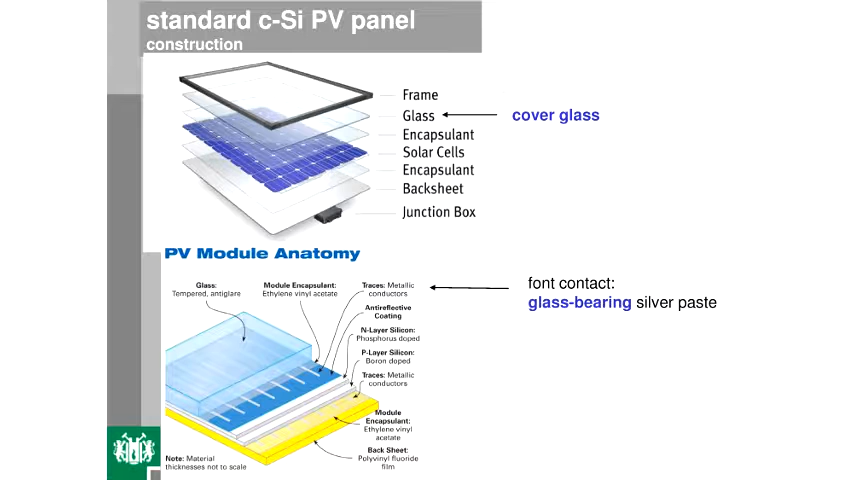 standard c-Si PV panel
construction
Frame
Glass
cover glass
Encapsulant
Solar Cells
Encapsulant
Backsheet
Junction Box
PV Module Anatomy
Glass:
Tempered, antiglare
Module Encapsulant:
Ethylene vinyl acetate
Traces: Metallic
conductors
font contact:
glass-bearing silver paste
Antireflective
Coating
N-Layer Silicon:
Phosphorus doped
P-Layer Silicon:
Boron doped
Traces: Metallic
conductors
Module
Encapsulant:
Ethylene vinyl
acetate
Back Sheet:
Polyvinyl fluoride
film
Note: Material
thicknesses not to scale